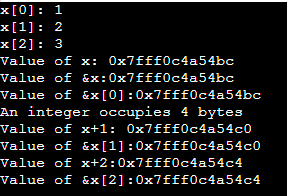 x[0]: 1
x[1]: 2
x[2]: 3
Value of x: 0x7fff0c4a54bc
Value of &x:0x7fff0c4a54bc
Value of &x[0]:0x7fff0c4a54bc
An integer occupies 4 bytes
Value of x+1: 0x7fff0c4a54c0
Value of &x[1]:0x7fff0c4a54c0
Value of x+2:0x7fff0c4a54c4
Value of &x[2]:0x7fff0c4a54c4